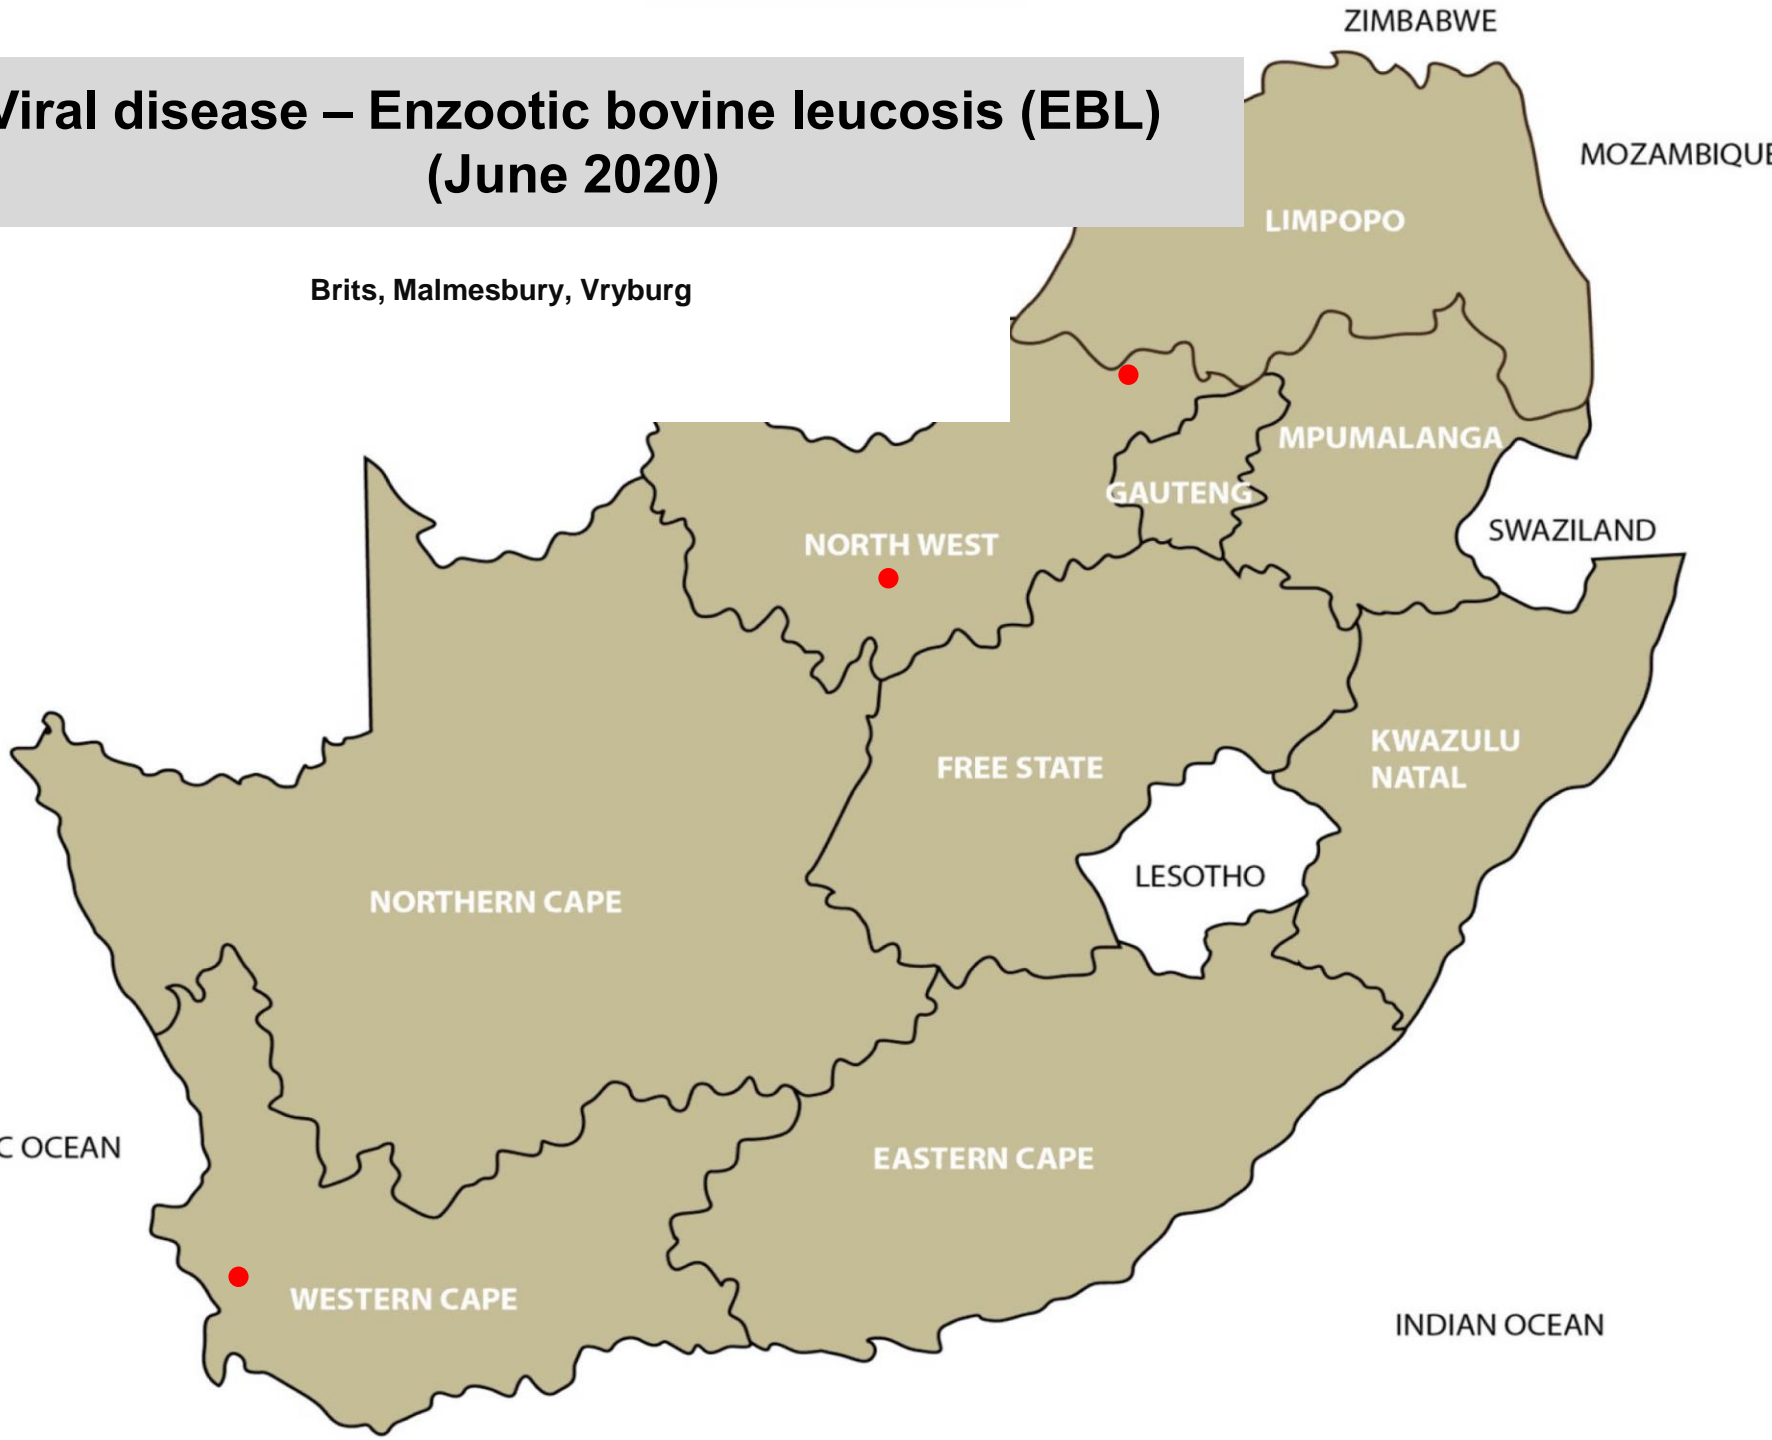 ZIMBABWE
Viral disease – Enzootic bovine leucosis (EBL)
(June 2020)
MOZAMBIQUE
LIMPOPO
Brits, Malmesbury, Vryburg
MPUMALANGA
GAUTENG
SWAZILAND
NORTH WEST
KWAZULU
NATAL
FREE STATE
LESOTHO
NORTHERN CAPE
C OCEAN
EASTERN CAPE
WESTERN CAPE
INDIAN OCEAN